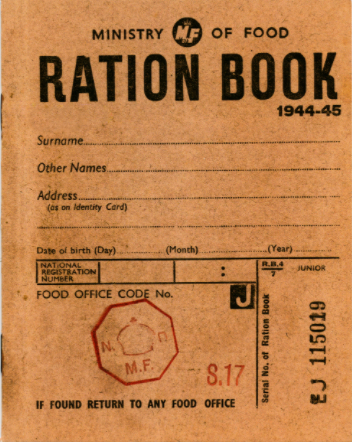 MINISTRY MF OF FOOD
RATION BOOK
1944-45
Surname
Other Names
Address
(as on Identity Card)
Date of birth (Day) (Month) (Year)
NATIONAL
REGISTRATION
NUMBER
:
R.B.4
7
JUNIOR
FOOD OFFICE CODE No.
J
N. D
M.F.
S.17
Serial No. of Ration Book
EJ 115019
IF FOUND RETURN TO ANY FOOD OFFICE